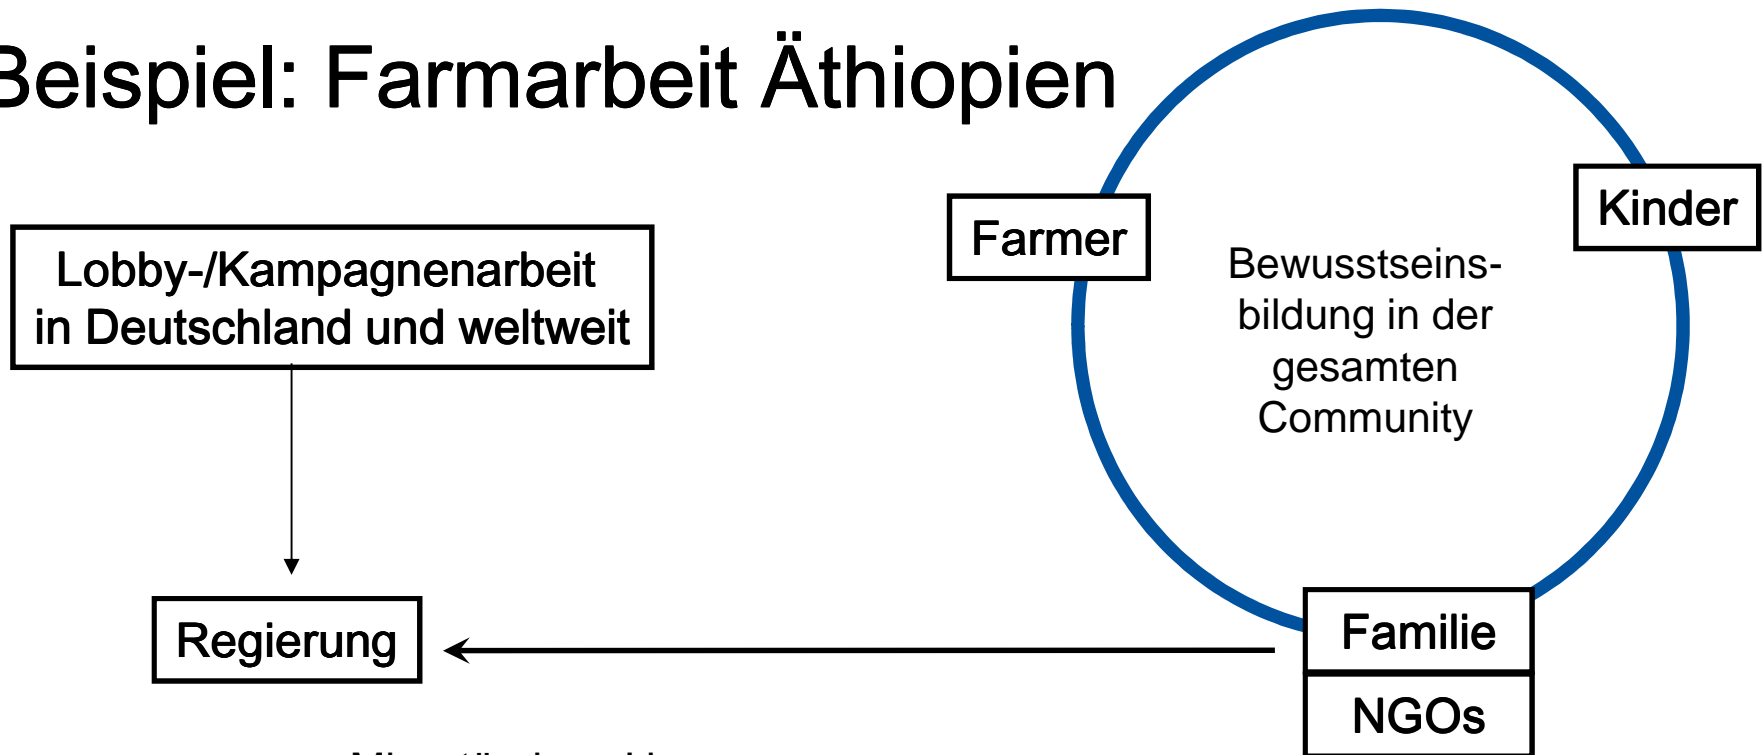 Beispiel: Farmarbeit Äthiopien
Lobby-/Kampagnenarbeit
in Deutschland und weltweit
Farmer
Kinder
Bewusstseins-
bildung in der
gesamten
Community
Regierung
Familie
NGOs